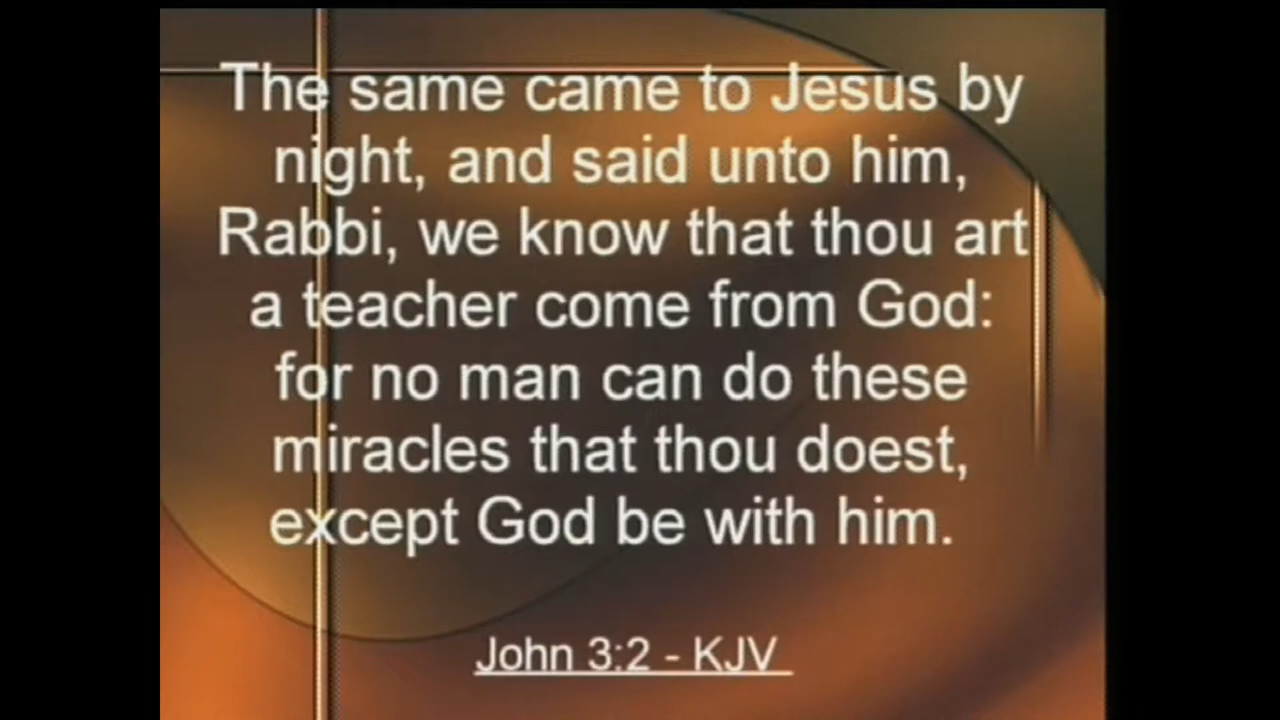 The same came to Jesus by
night, and said unto him,
Rabbi, we know that thou art
a teacher come from God:
for no man can do these
miracles that thou doest,
except God be with him.
John 3:2 - KJV